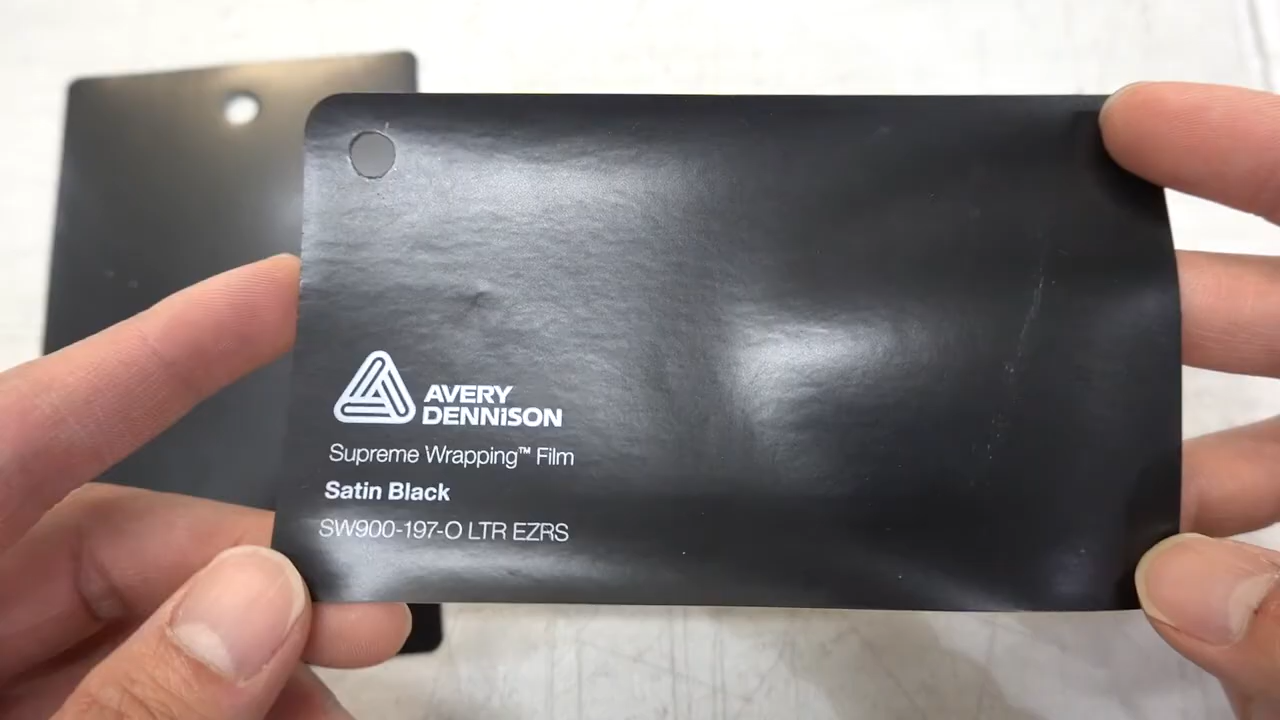 AVERY
DENNISON
Supreme Wrapping™ Film
Satin Black
SW900-197-O LTR EZRS